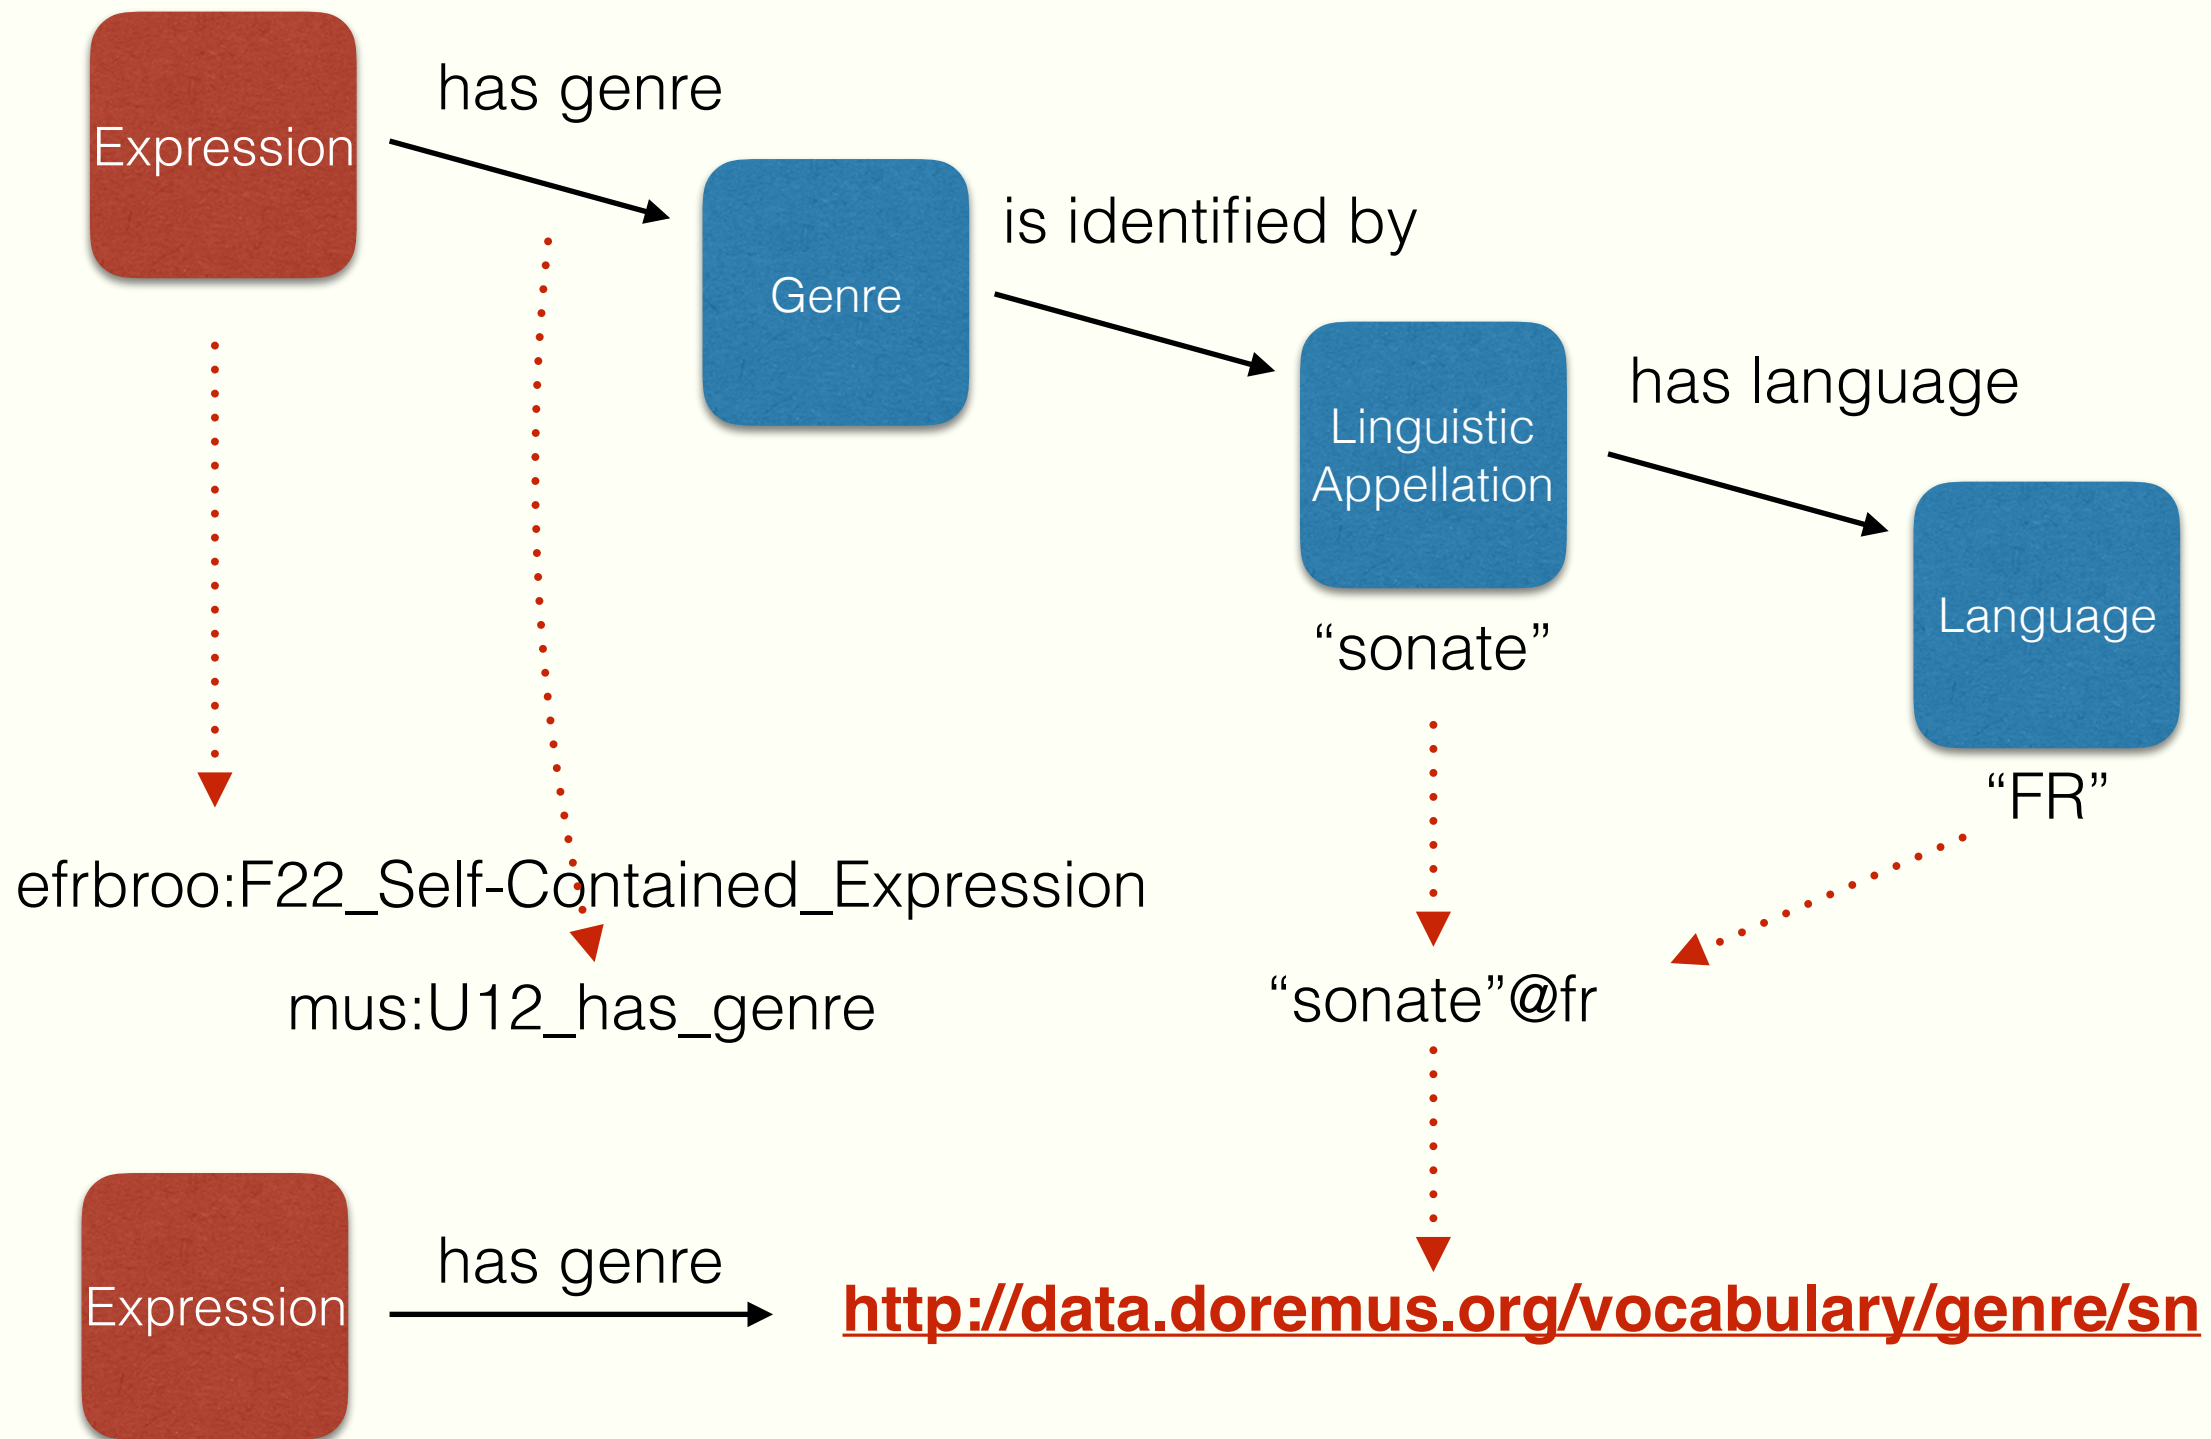 Expression
has genre
Genre
is identified by
Linguistic
Appellation
has language
Language
“sonate”
“FR”
efrbroo:F22_Self-Contained_Expression
mus:U12_has_genre
“sonate”@fr
Expression
has genre
http://data.doremus.org/vocabulary/genre/sn